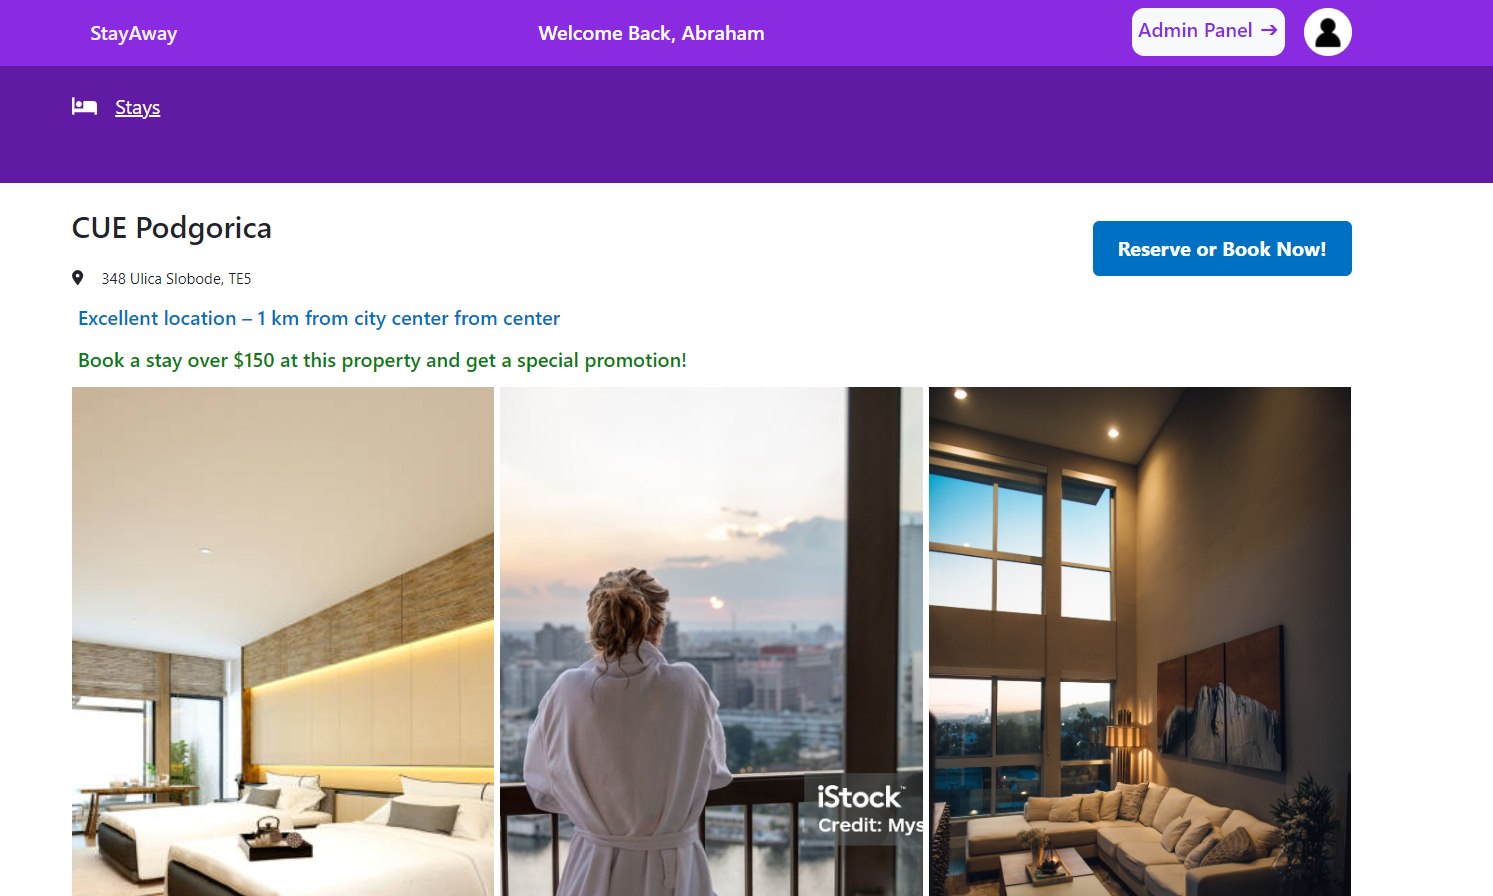 StayAway
Welcome Back, Abraham
Admin Panel →
Stays
CUE Podgorica
Reserve or Book Now!
348 Ulica Slobode, TE5
Excellent location – 1 km from city center from center
Book a stay over $150 at this property and get a special promotion!
iStock™
Credit: Mys